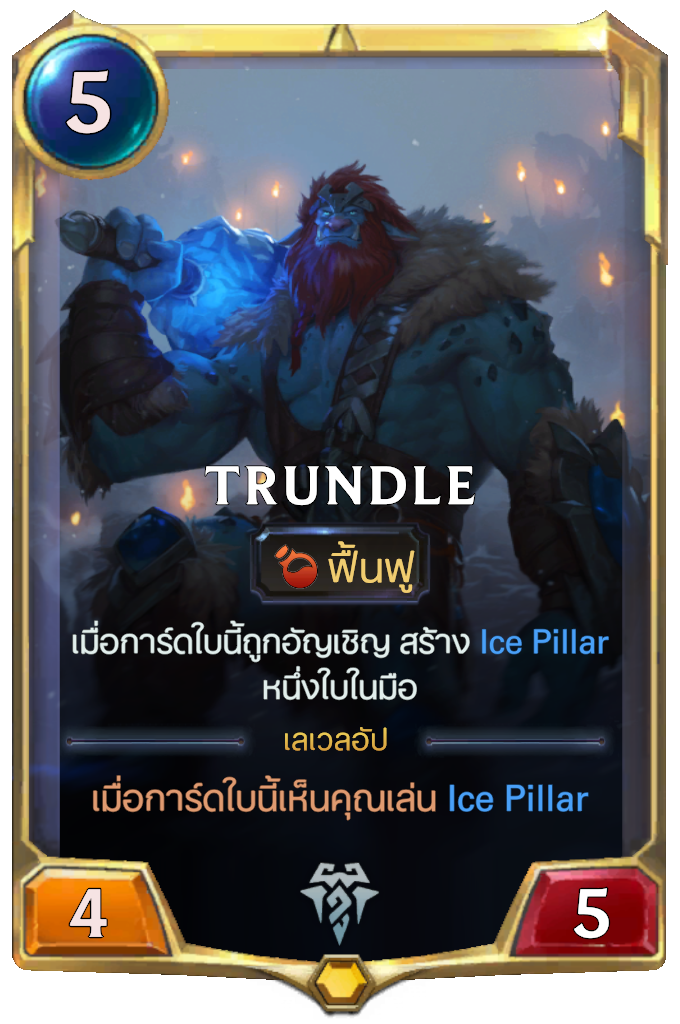 5
TRUNDLE
ฟื้นฟู
เมื่อการ์ดใบนี้ถูกอัญเชิญ สร้าง Ice Pillar
หนึ่งใบในมือ
เลเวลอัป
เมื่อการ์ดใบนี้เห็นคุณเล่น Ice Pillar
4
5